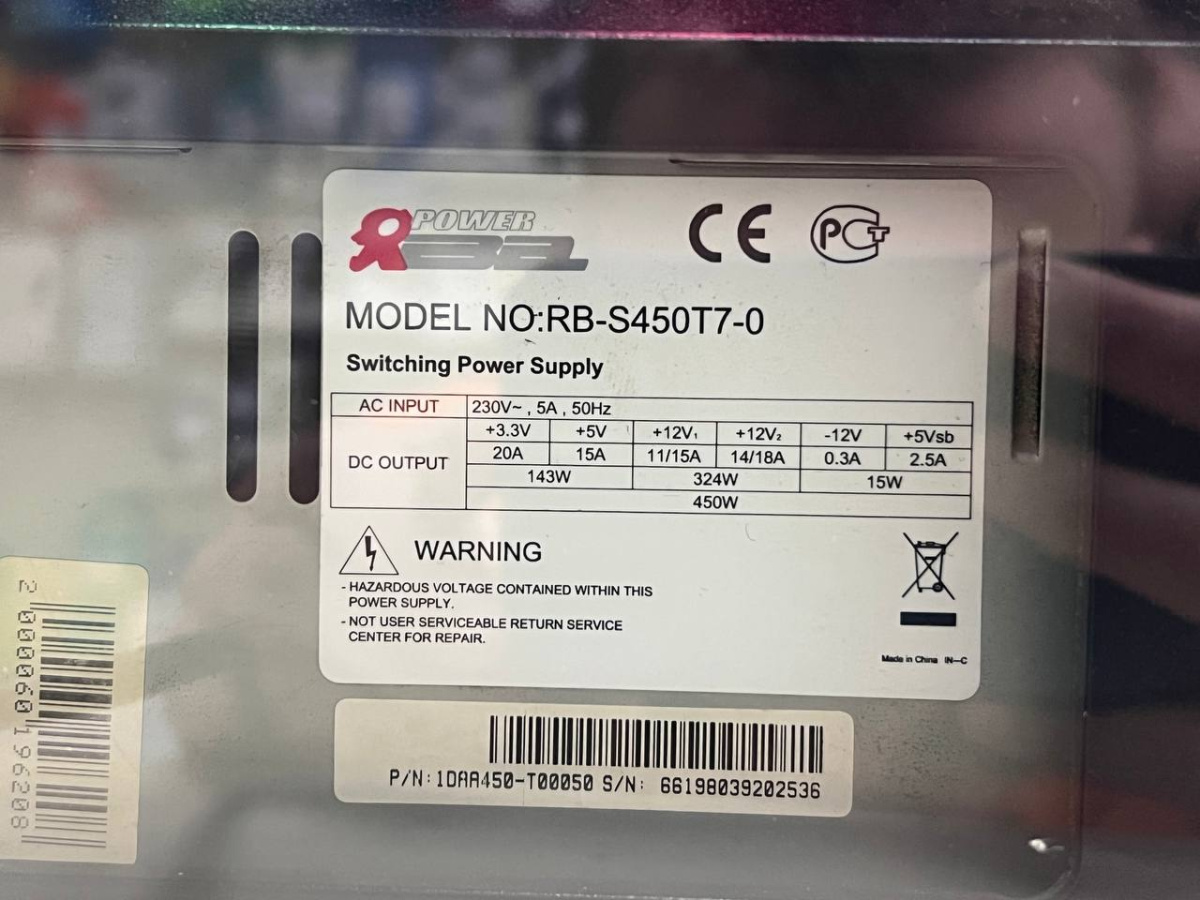 POWER
MODEL NO:RB-S450T7-0
Switching Power Supply
AC INPUT 230V~ , 5A , 50Hz
DC OUTPUT
+3.3V +5V +12V₁ +12V₂ -12V +5Vsb
20A 15A 11/15A 14/18A 0.3A 2.5A
143W 324W 15W
450W
WARNING
- HAZARDOUS VOLTAGE CONTAINED WITHIN THIS
POWER SUPPLY.
- NOT USER SERVICEABLE RETURN SERVICE
CENTER FOR REPAIR.
Made in China IN-C
P/N:1DAA450-T00050 S/N: 66198039202536
2 000060 196208